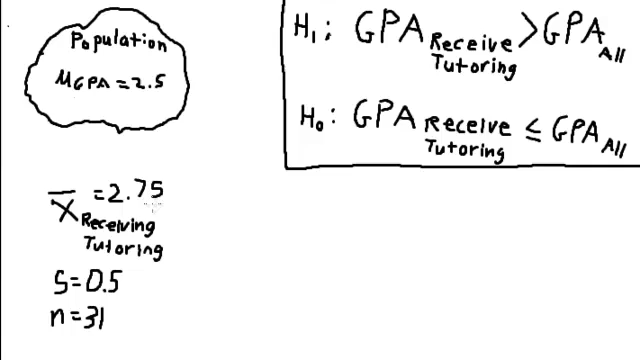 Population
μGPA = 2.5
H₁: GPA Receive Tutoring > GPA All
H₀: GPA Receive Tutoring ≤ GPA All
X̄ Receiving Tutoring = 2.75
S = 0.5
n = 31